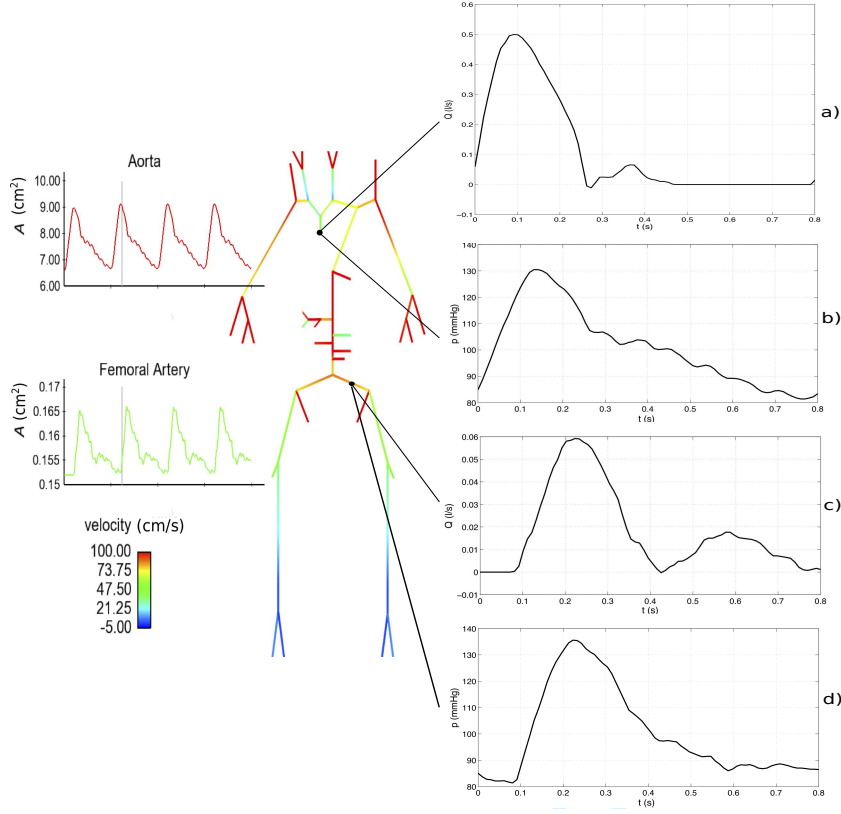 Aorta
A (cm²)
10.00
9.00
8.00
7.00
6.00
Femoral Artery
A (cm²)
0.17
0.165
0.16
0.155
0.15
velocity (cm/s)
100.00
73.75
47.50
21.25
-5.00
0.6
0.5
0.4
0.3
0.2
0.1
0
−0.1
Q (l/s)
0 0.1 0.2 0.3 0.4 0.5 0.6 0.7 0.8
t (s)
a)
140
130
120
110
100
90
80
p (mmHg)
0 0.1 0.2 0.3 0.4 0.5 0.6 0.7 0.8
t (s)
b)
0.06
0.05
0.04
0.03
0.02
0.01
0
−0.01
Q (l/s)
0 0.1 0.2 0.3 0.4 0.5 0.6 0.7 0.8
t (s)
c)
140
130
120
110
100
90
80
p (mmHg)
0 0.1 0.2 0.3 0.4 0.5 0.6 0.7 0.8
t (s)
d)